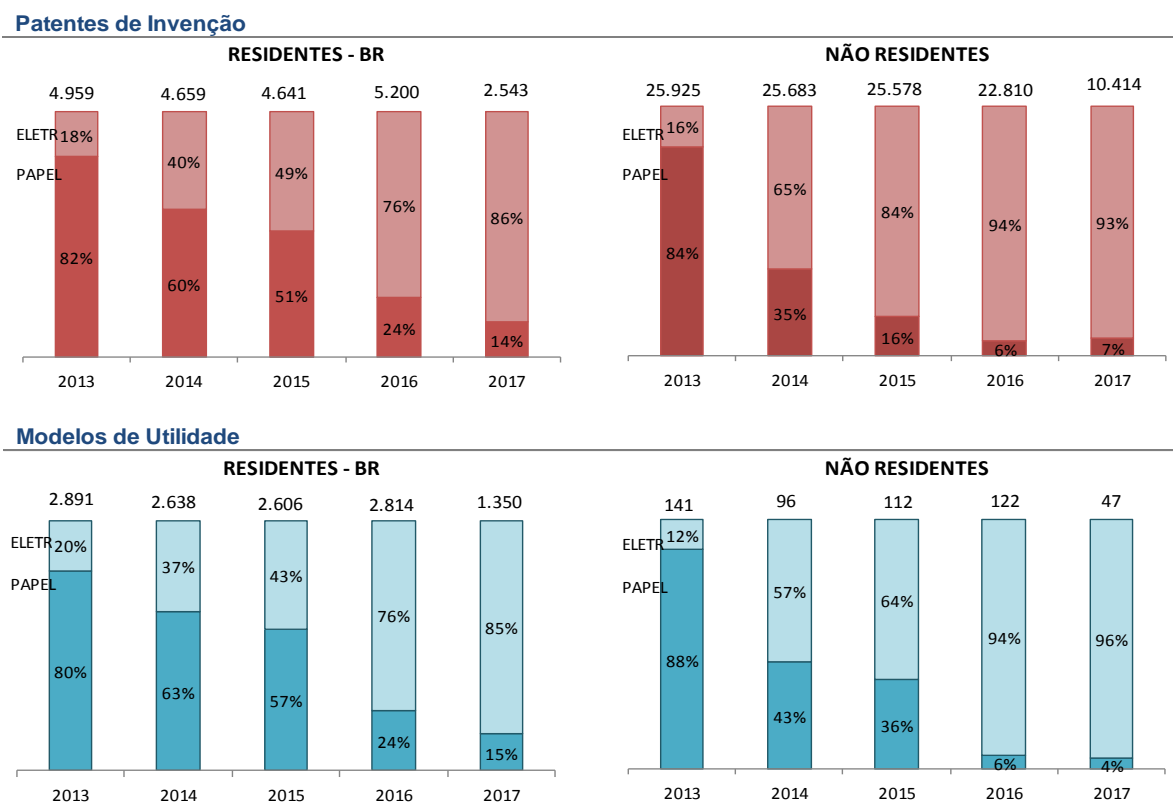 Patentes de Invenção
RESIDENTES - BR
4.959 4.659 4.641 5.200 2.543
ELETR 18% 40% 49% 76% 86%
PAPEL 82% 60% 51% 24% 14%
2013 2014 2015 2016 2017
NÃO RESIDENTES
25.925 25.683 25.578 22.810 10.414
ELETR 16% 65% 84% 94% 93%
PAPEL 84% 35% 16% 6% 7%
2013 2014 2015 2016 2017
Modelos de Utilidade
RESIDENTES - BR
2.891 2.638 2.606 2.814 1.350
ELETR 20% 37% 43% 76% 85%
PAPEL 80% 63% 57% 24% 15%
2013 2014 2015 2016 2017
NÃO RESIDENTES
141 96 112 122 47
ELETR 12% 57% 64% 94% 96%
PAPEL 88% 43% 36% 6% 4%
2013 2014 2015 2016 2017